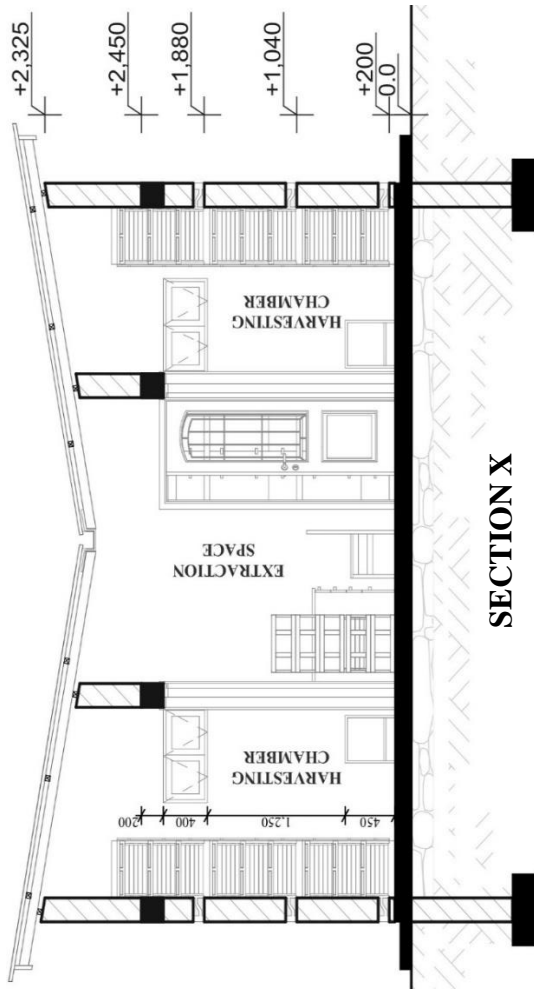 +2,325
+2,450
+1,880
+1,040
+200
0.0
HARVESTING
CHAMBER
EXTRACTION
SPACE
HARVESTING
CHAMBER
200
400
1,250
450
SECTION X